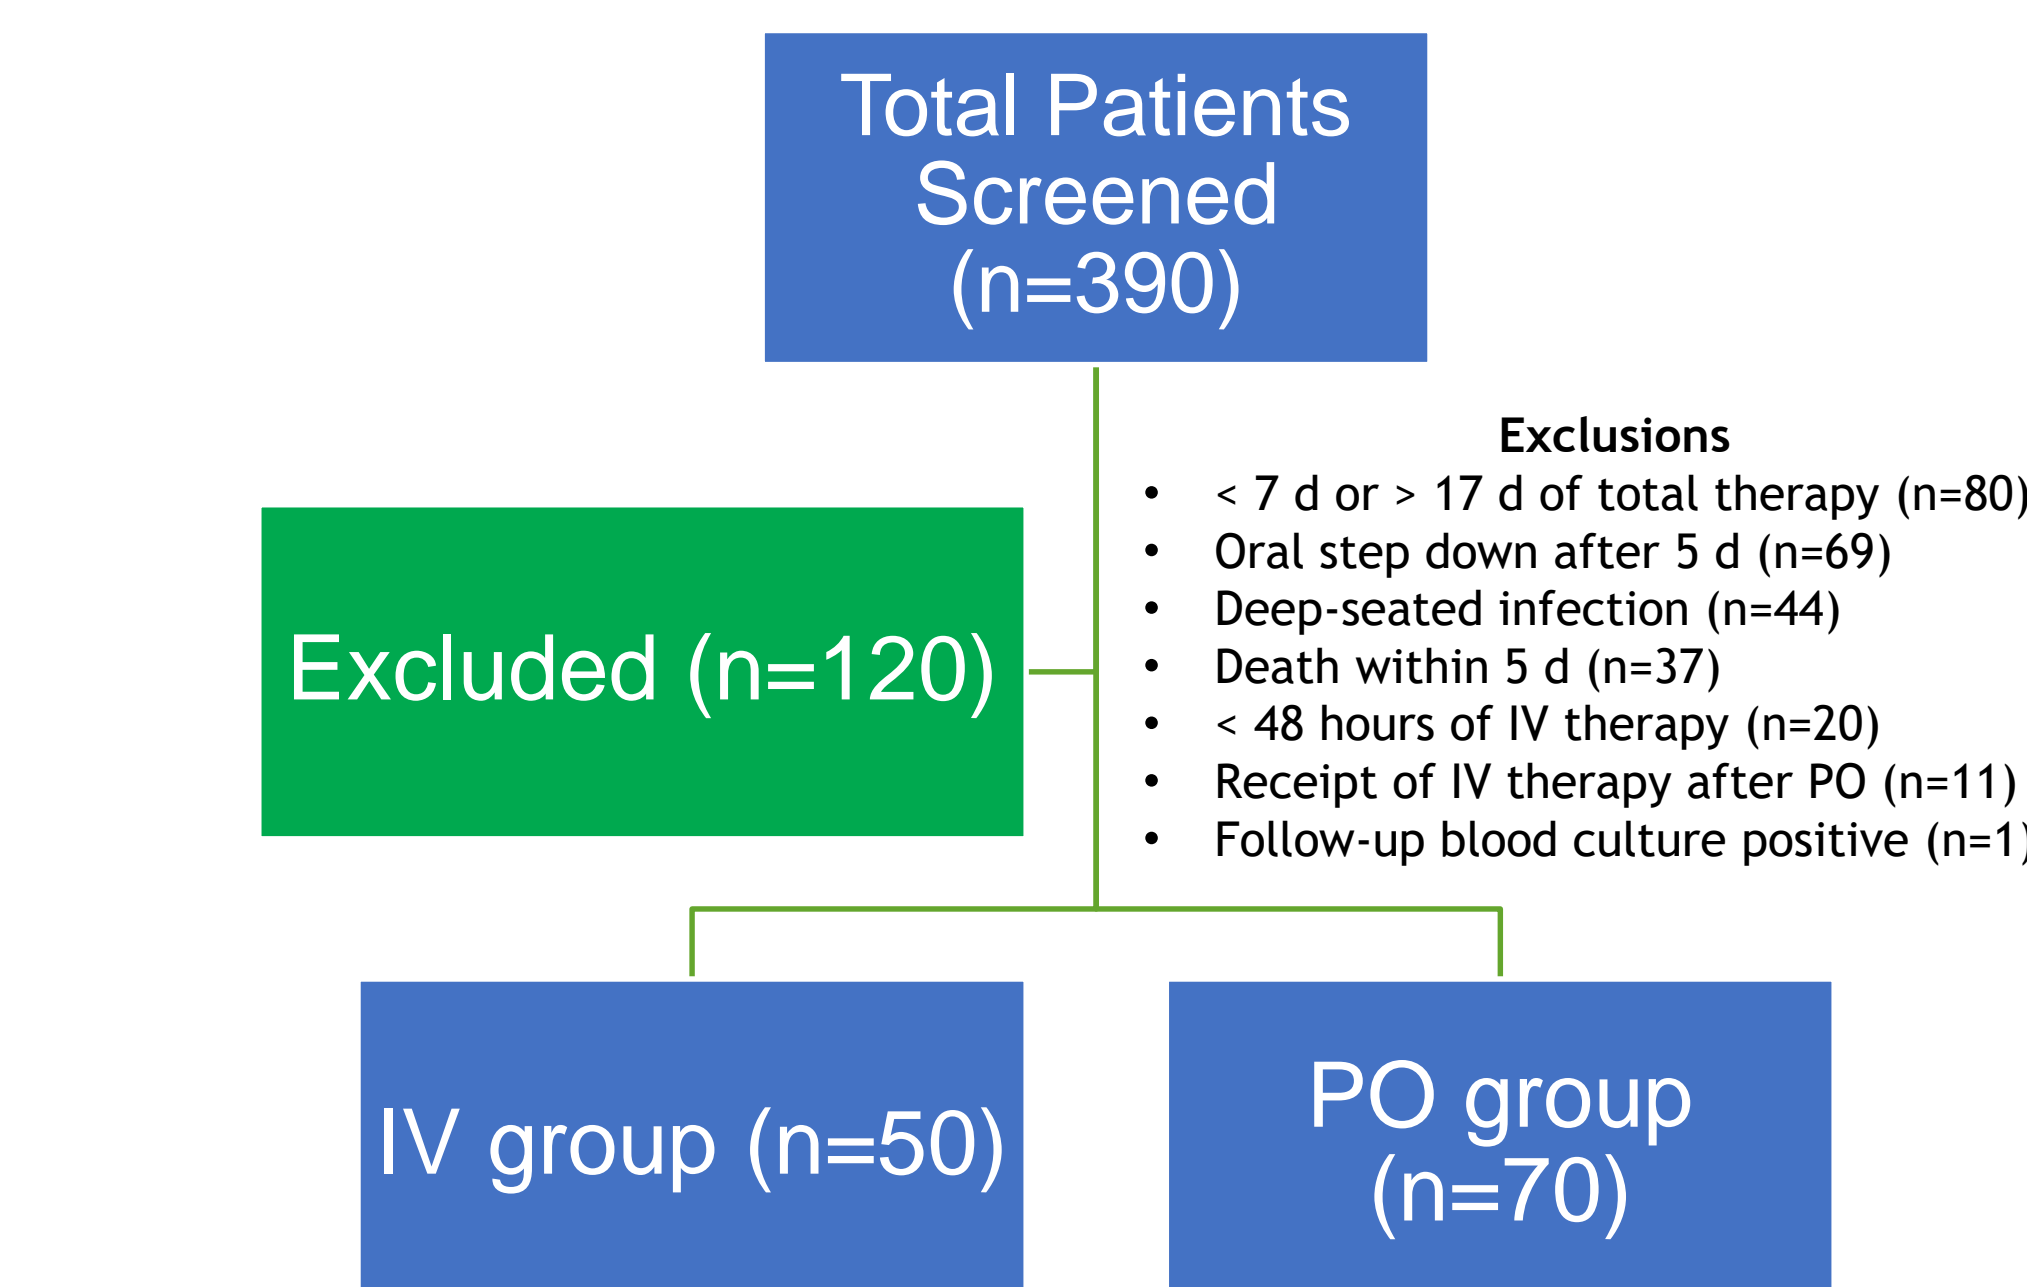 Total Patients
Screened
(n=390)
Exclusions
• < 7 d or > 17 d of total therapy (n=80)
• Oral step down after 5 d (n=69)
• Deep-seated infection (n=44)
• Death within 5 d (n=37)
• < 48 hours of IV therapy (n=20)
• Receipt of IV therapy after PO (n=11)
• Follow-up blood culture positive (n=1)
Excluded (n=120)
IV group (n=50)
PO group
(n=70)